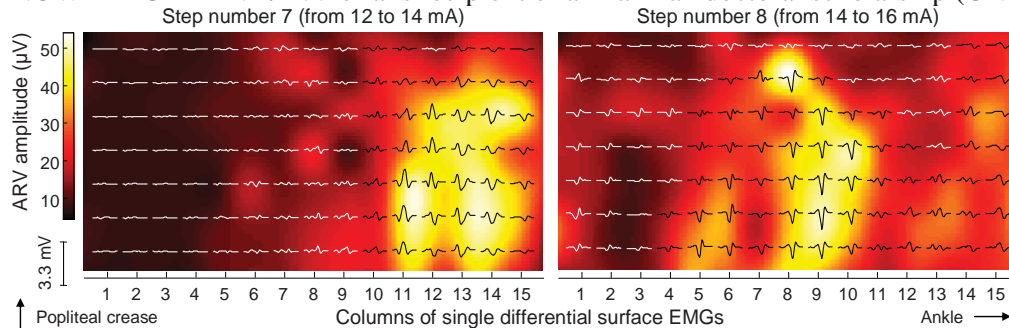 Step number 7 (from 12 to 14 mA)
Step number 8 (from 14 to 16 mA)
ARV amplitude (µV)
50
40
30
20
10
3.3 mV
1 2 3 4 5 6 7 8 9 10 11 12 13 14 15
1 2 3 4 5 6 7 8 9 10 11 12 13 14 15
Popliteal crease
Columns of single differential surface EMGs
Ankle